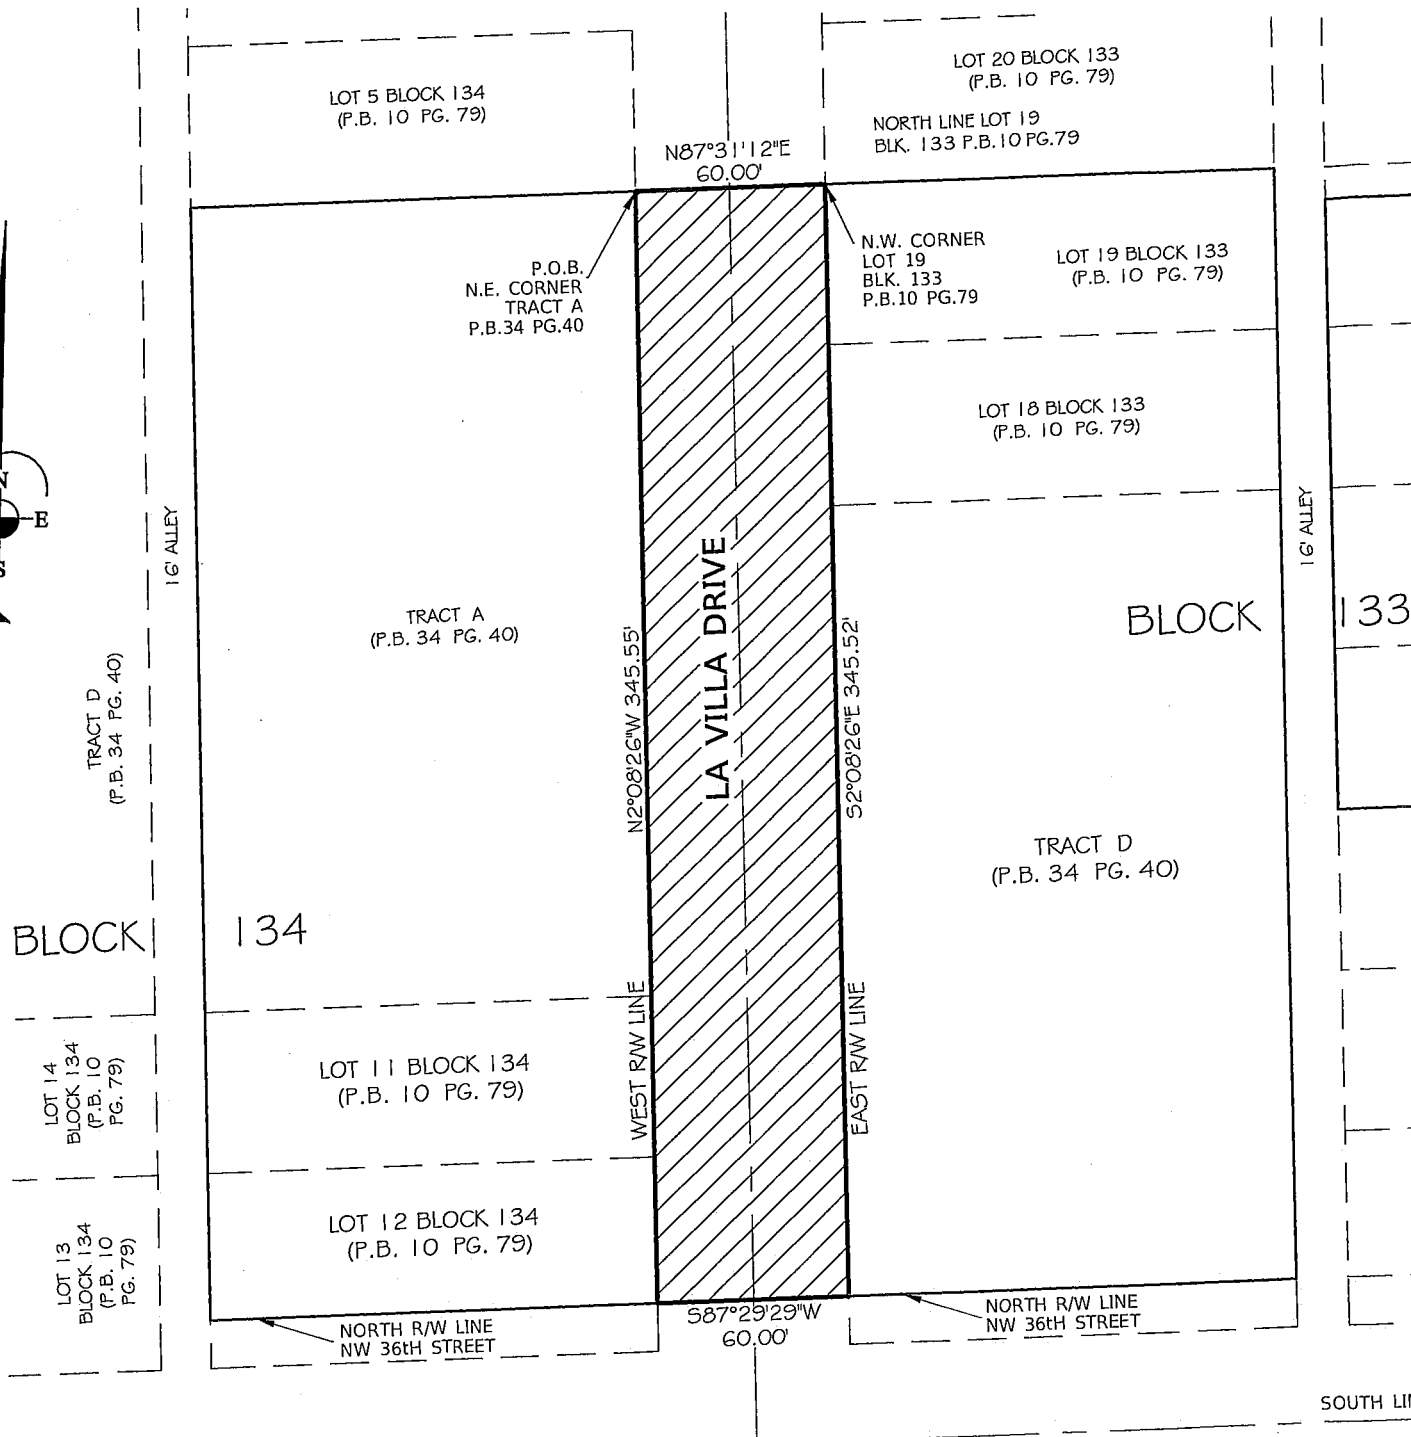 LOT 5 BLOCK 134
(P.B. 10 PG. 79)
LOT 20 BLOCK 133
(P.B. 10 PG. 79)
NORTH LINE LOT 19
BLK. 133 P.B.10 PG.79
N87°31'12"E
60.00'
P.O.B.
N.E. CORNER
TRACT A
P.B.34 PG.40
N.W. CORNER
LOT 19
BLK. 133
P.B.10 PG.79
LOT 19 BLOCK 133
(P.B. 10 PG. 79)
LOT 18 BLOCK 133
(P.B. 10 PG. 79)
N
E
S
16' ALLEY
16' ALLEY
TRACT A
(P.B. 34 PG. 40)
N2°08'26"W 345.55'
LA VILLA DRIVE
S2°08'26"E 345.52'
BLOCK 133
TRACT D
(P.B. 34 PG. 40)
TRACT D
(P.B. 34 PG. 40)
BLOCK 134
WEST R/W LINE
EAST R/W LINE
LOT 14
BLOCK 134
(P.B. 10
PG. 79)
LOT 11 BLOCK 134
(P.B. 10 PG. 79)
LOT 13
BLOCK 134
(P.B. 10
PG. 79)
LOT 12 BLOCK 134
(P.B. 10 PG. 79)
NORTH R/W LINE
NW 36tH STREET
S87°29'29"W
60.00'
NORTH R/W LINE
NW 36tH STREET
SOUTH